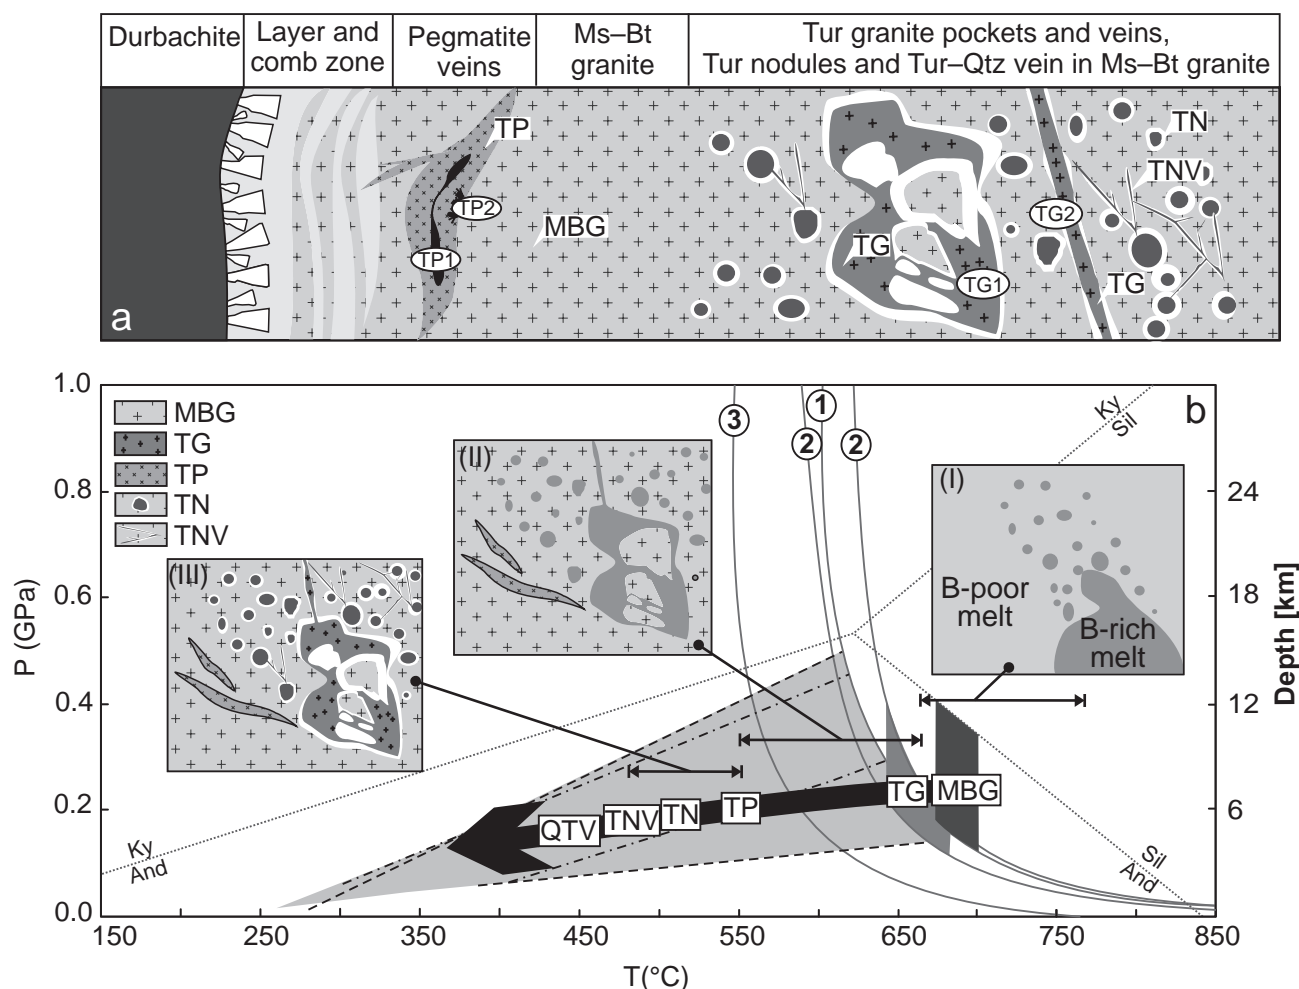 Durbachite
Layer and
comb zone
Pegmatite
veins
Ms–Bt
granite
Tur granite pockets and veins,
Tur nodules and Tur–Qtz vein in Ms–Bt granite
TP
TN
TNV
TP2
TG2
MBG
TG
TP1
TG1
TG
a
1.0
0.8
0.6
0.4
0.2
0.0
P (GPa)
MBG
TG
TP
TN
TNV
b
3
2
1
2
Ky
Sil
(I)
B-poor
melt
B-rich
melt
(II)
(III)
24
18
12
6
Depth [km]
QTV
TNV
TN
TP
TG
MBG
Ky
And
Sil
And
150
250
350
450
550
650
750
850
T(°C)